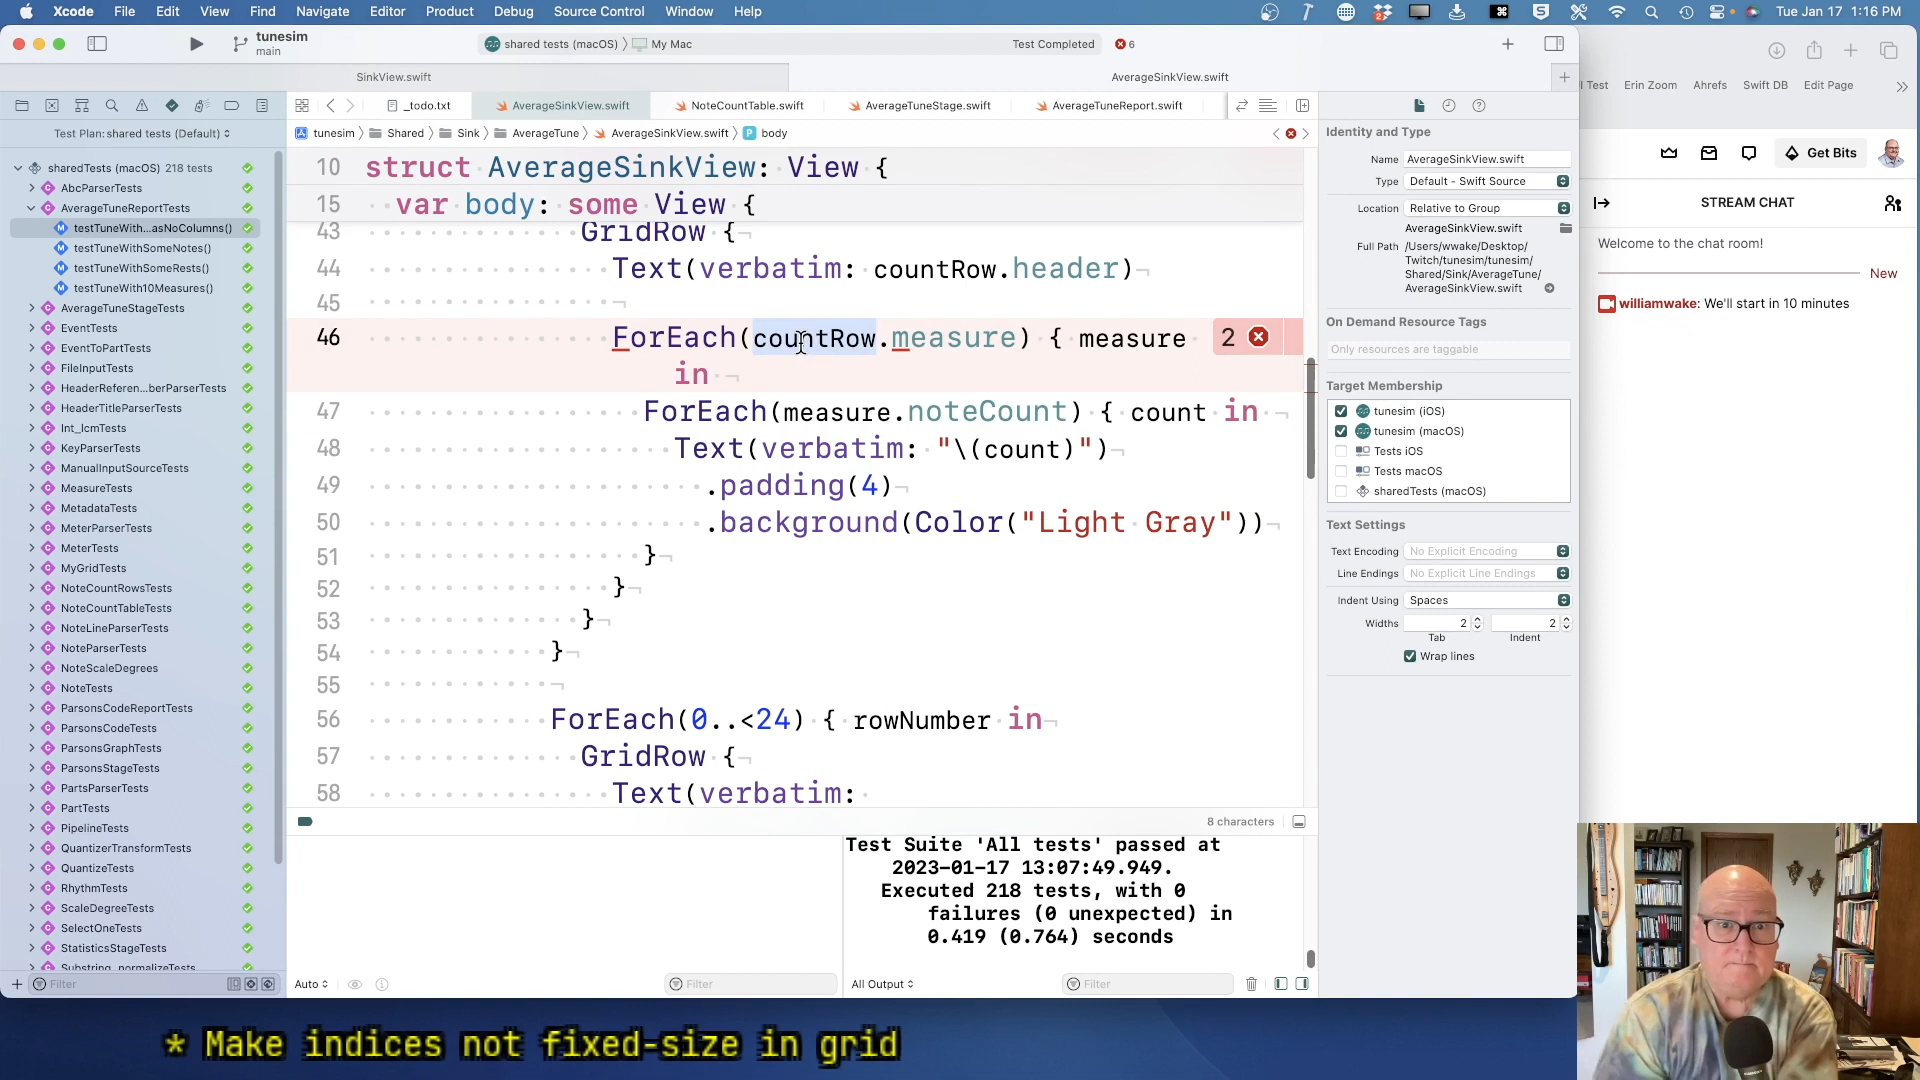 Xcode File Edit View Find Navigate Editor Product Debug Source Control Window Help Tue Jan 17 1:16 PM
tunesim
main
shared tests (macOS) 〉 My Mac Test Completed 6
SinkView.swift AverageSinkView.swift
_todo.txt AverageSinkView.swift NoteCountTable.swift AverageTuneStage.swift AverageTuneReport.swift
tunesim 〉 Shared 〉 Sink 〉 AverageTune 〉 AverageSinkView.swift 〉 body
Test Plan: shared tests (Default)
sharedTests (macOS) 218 tests
AbcParserTests
AverageTuneReportTests
testTuneWith...asNoColumns()
testTuneWithSomeNotes()
testTuneWithSomeRests()
testTuneWith10Measures()
AverageTuneStageTests
EventTests
EventToPartTests
FileInputTests
HeaderReferen...berParserTests
HeaderTitleParserTests
Int_lcmTests
KeyParserTests
ManualInputSourceTests
MeasureTests
MetadataTests
MeterParserTests
MeterTests
MyGridTests
NoteCountRowsTests
NoteCountTableTests
NoteLineParserTests
NoteParserTests
NoteScaleDegrees
NoteTests
ParsonsCodeReportTests
ParsonsCodeTests
ParsonsGraphTests
ParsonsStageTests
PartsParserTests
PartTests
PipelineTests
QuantizerTransformTests
QuantizeTests
RhythmTests
ScaleDegreeTests
SelectOneTests
StatisticsStageTests
Substring_normalizeTests
Filter
10 struct AverageSinkView: View {
15 var body: some View {
43 GridRow {
44 Text(verbatim: countRow.header)
45
46 ForEach(countRow.measure) { measure 2
in
47 ForEach(measure.noteCount) { count in
48 Text(verbatim: "\(count)")
49 .padding(4)
50 .background(Color("Light Gray"))
51 }
52 }
53 }
54 }
55
56 ForEach(0..<24) { rowNumber in
57 GridRow {
58 Text(verbatim:
8 characters
Test Suite 'All tests' passed at
2023-01-17 13:07:49.949.
Executed 218 tests, with 0
failures (0 unexpected) in
0.419 (0.764) seconds
Auto Filter All Output Filter
Identity and Type
Name AverageSinkView.swift
Type Default - Swift Source
Location Relative to Group
AverageSinkView.swift
Full Path /Users/wwake/Desktop/
Twitch/tunesim/tunesim/
Shared/Sink/AverageTune/
AverageSinkView.swift
On Demand Resource Tags
Only resources are taggable
Target Membership
tunesim (iOS)
tunesim (macOS)
Tests iOS
Tests macOS
sharedTests (macOS)
Text Settings
Text Encoding No Explicit Encoding
Line Endings No Explicit Line Endings
Indent Using Spaces
Widths 2 2
Tab Indent
Wrap lines
l Test Erin Zoom Ahrefs Swift DB Edit Page
Get Bits
STREAM CHAT
Welcome to the chat room!
New
williamwake: We'll start in 10 minutes
* Make indices not fixed-size in grid